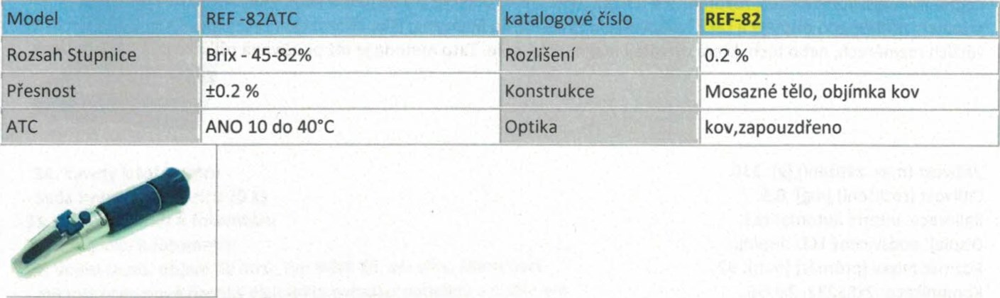 Model REF -82ATC katalogové číslo REF-82
Rozsah Stupnice Brix - 45-82% Rozlišení 0.2 %
Přesnost ±0.2 % Konstrukce Mosazné tělo, objímka kov
ATC ANO 10 do 40°C Optika kov,zapouzdřeno